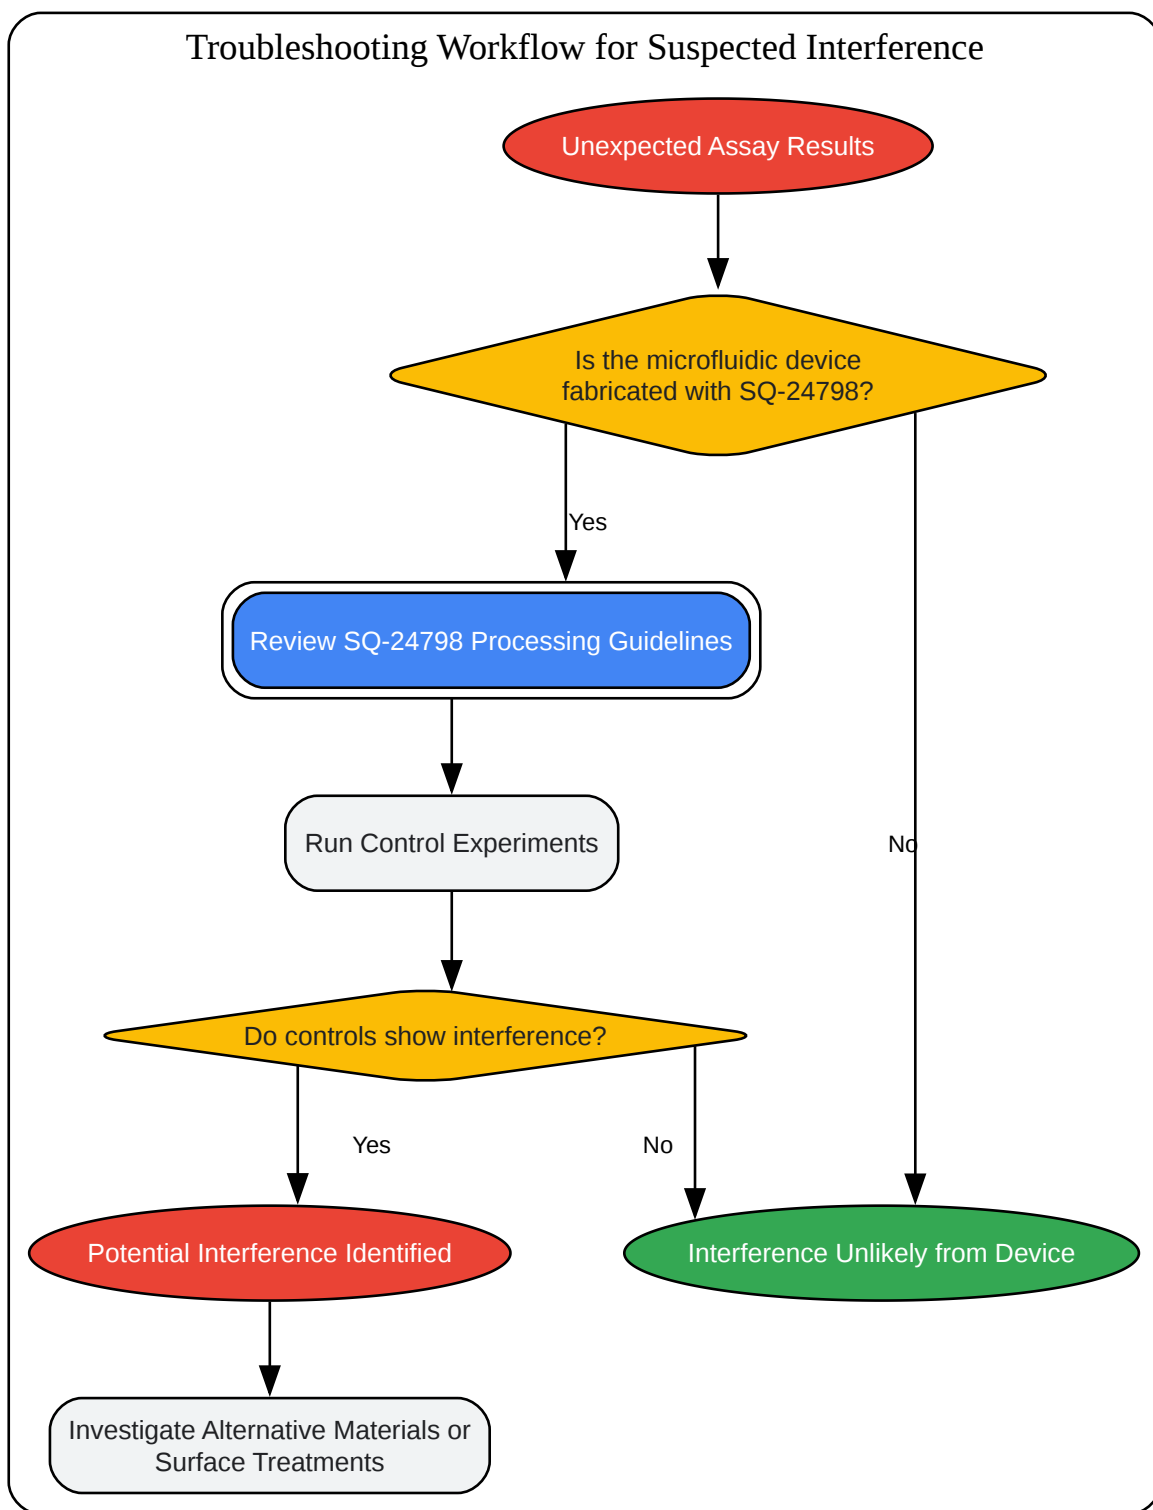 Troubleshooting Workflow for Suspected Interference
Unexpected Assay Results
Is the microfluidic device
fabricated with SQ-24798?
Yes
Review SQ-24798 Processing Guidelines
Run Control Experiments
No
Do controls show interference?
Yes
No
Potential Interference Identified
Interference Unlikely from Device
Investigate Alternative Materials or
Surface Treatments